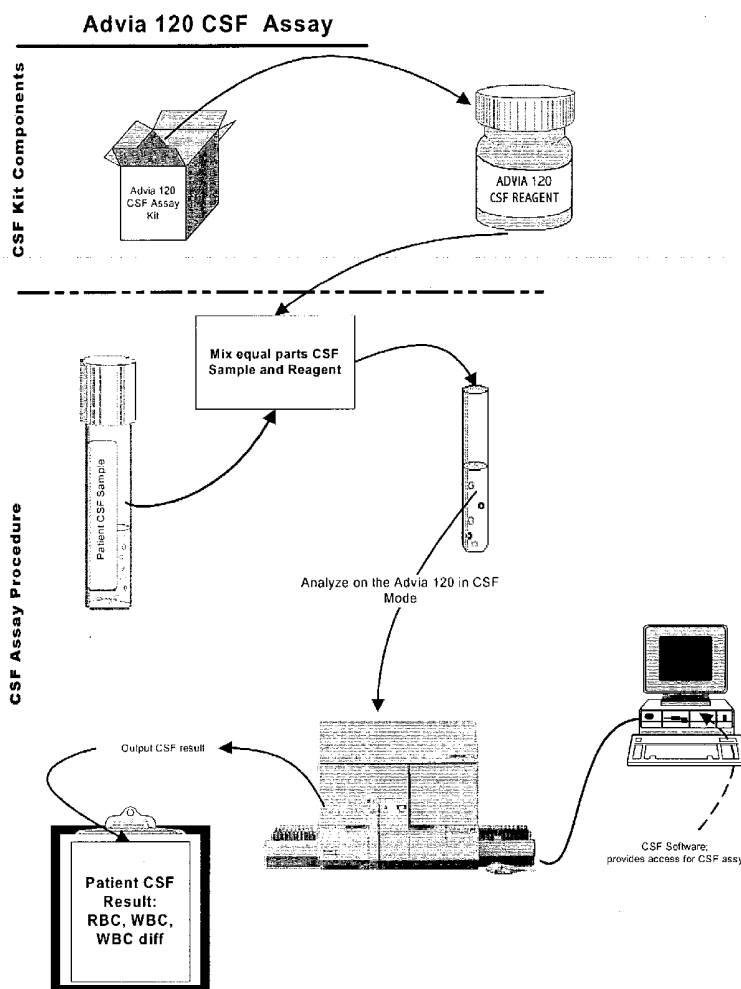 Advia 120 CSF Assay
CSF Kit Components
Advia 120
CSF Assay
Kit
ADVIA 120
CSF REAGENT
Mix equal parts CSF
Sample and Reagent
Patient CSF Sample
CSF Assay Procedure
Analyze on the Advia 120 in CSF
Mode
Output CSF result
CSF Software;
provides access for CSF assy
Patient CSF
Result:
RBC, WBC,
WBC diff